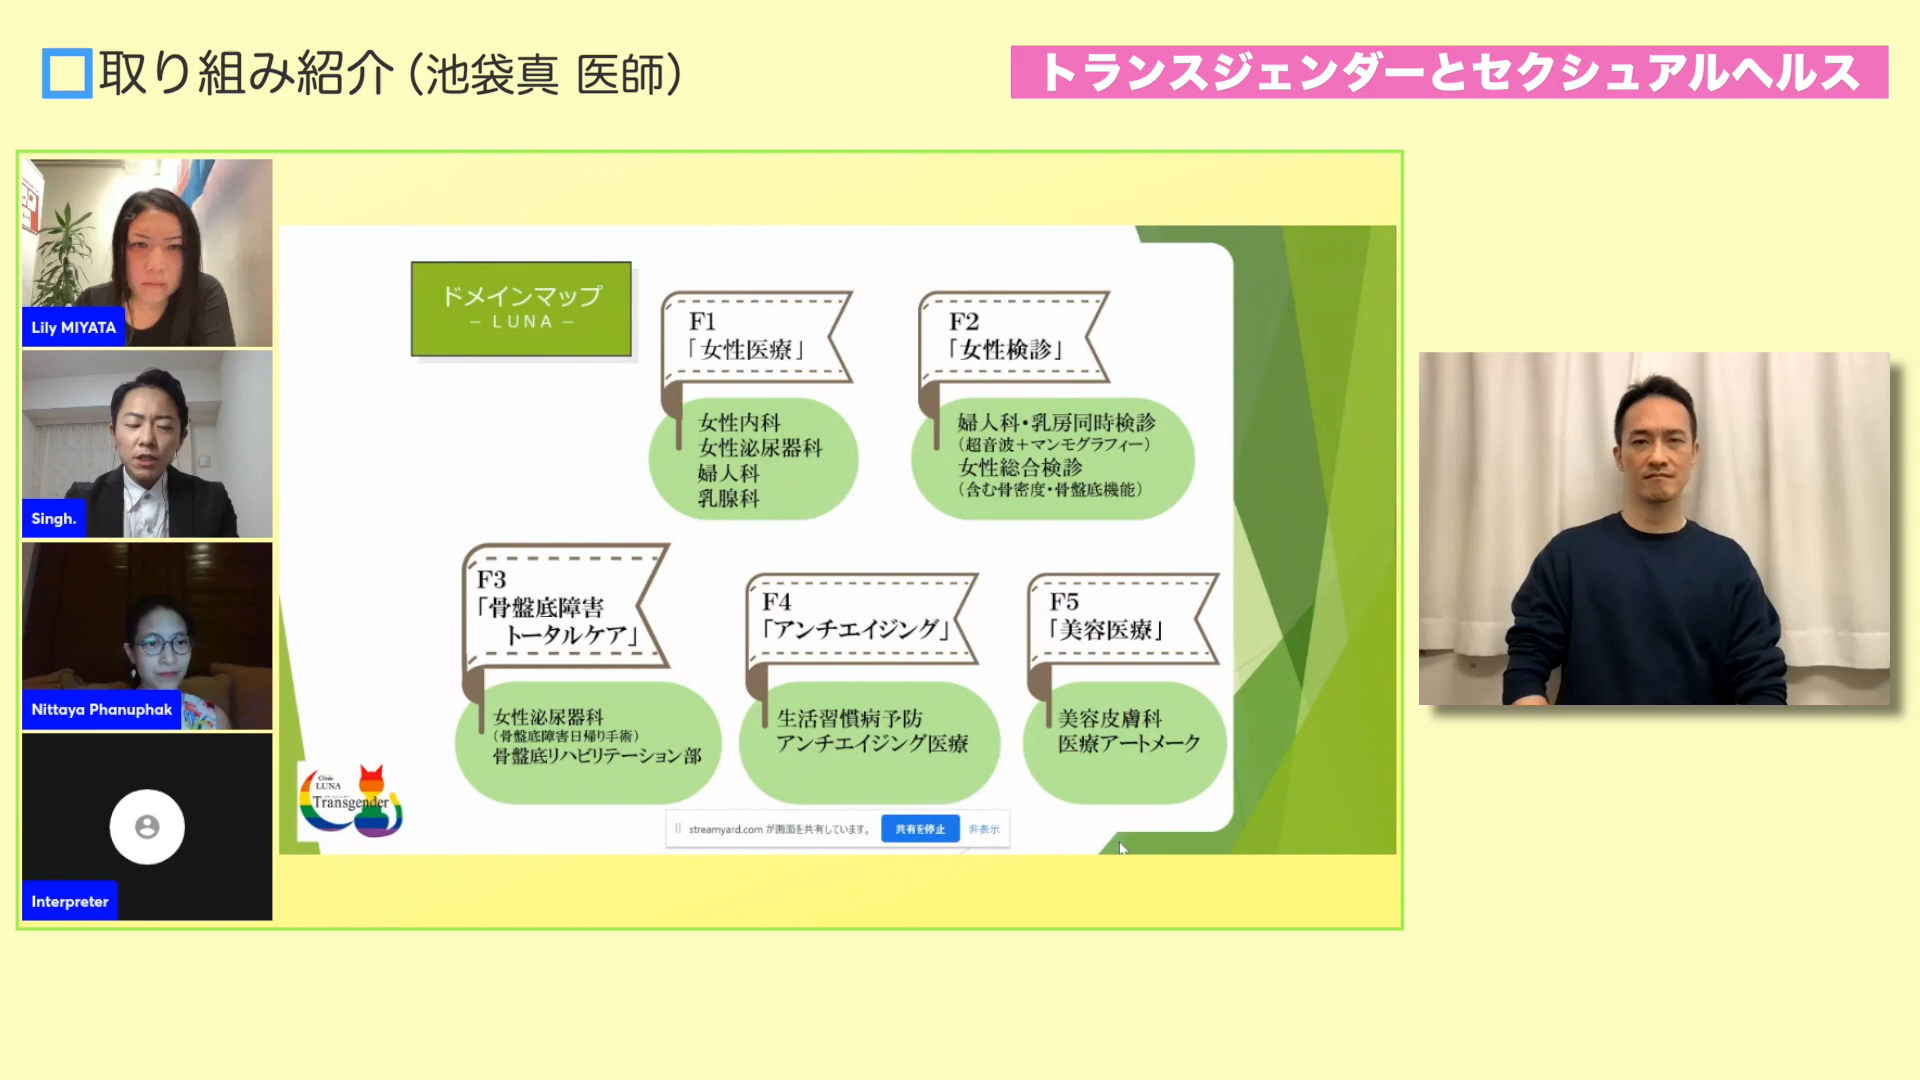 取り組み紹介（池袋真 医師）
トランスジェンダーとセクシュアルヘルス
Lily MIYATA
Singh.
Nittaya Phanuphak
Interpreter
ドメインマップ
− LUNA −
F1
「女性医療」
女性内科
女性泌尿器科
婦人科
乳腺科
F2
「女性検診」
婦人科・乳房同時検診
（超音波＋マンモグラフィー）
女性総合検診
（含む骨密度・骨盤底機能）
F3
「骨盤底障害
トータルケア」
女性泌尿器科
（骨盤底障害日帰り手術）
骨盤底リハビリテーション部
F4
「アンチエイジング」
生活習慣病予防
アンチエイジング医療
F5
「美容医療」
美容皮膚科
医療アートメーク
Clinic
LUNA
Transgender
streamyard.com が画面を共有しています。
共有を停止
非表示